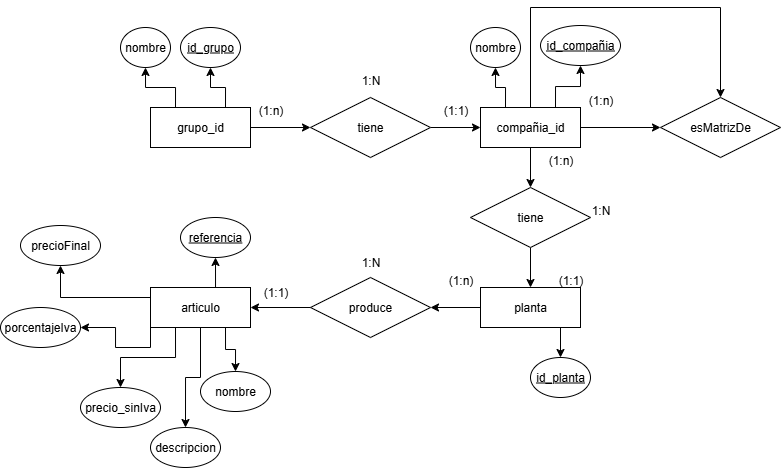 nombre
id_grupo
nombre
id_compañia
1:N
(1:n)
(1:1)
(1:n)
grupo_id
tiene
compañia_id
esMatrizDe
(1:n)
tiene
1:N
referencia
precioFinal
1:N
(1:1)
(1:n)
(1:1)
articulo
produce
planta
porcentajeIva
id_planta
nombre
precio_sinIva
descripcion